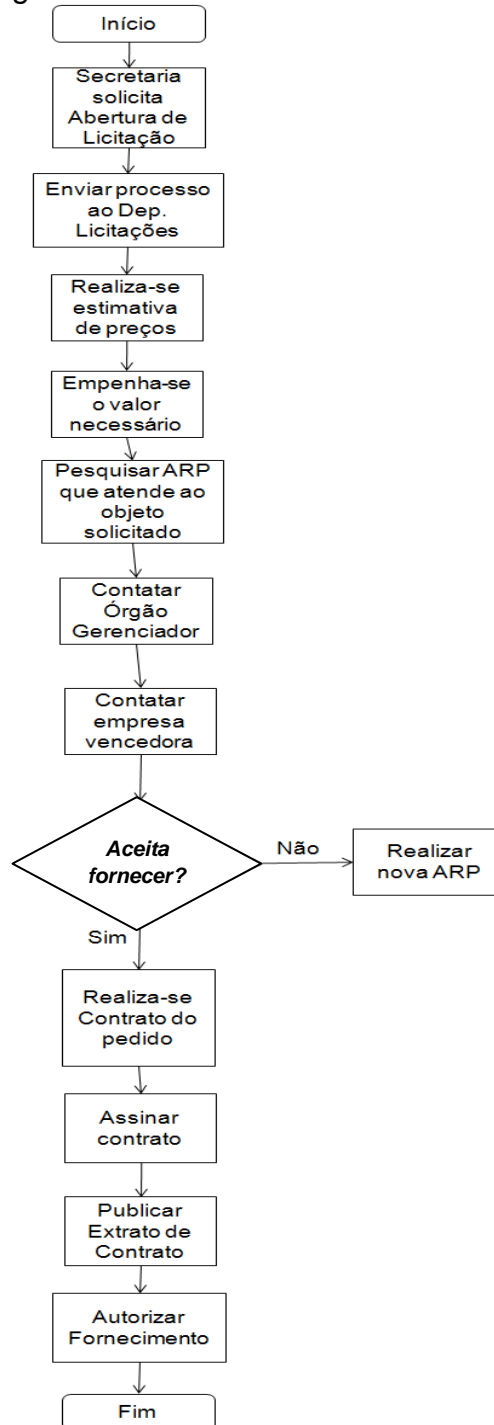 Início
Secretaria
solicita
Abertura de
Licitação
Enviar processo
ao Dep.
Licitações
Realiza-se
estimativa
de preços
Empenha-se
o valor
necessário
Pesquisar ARP
que atende ao
objeto
solicitado
Contatar
Órgão
Gerenciador
Contatar
empresa
vencedora
Aceita
fornecer?
Não
Realizar
nova ARP
Sim
Realiza-se
Contrato do
pedido
Assinar
contrato
Publicar
Extrato de
Contrato
Autorizar
Fornecimento
Fim